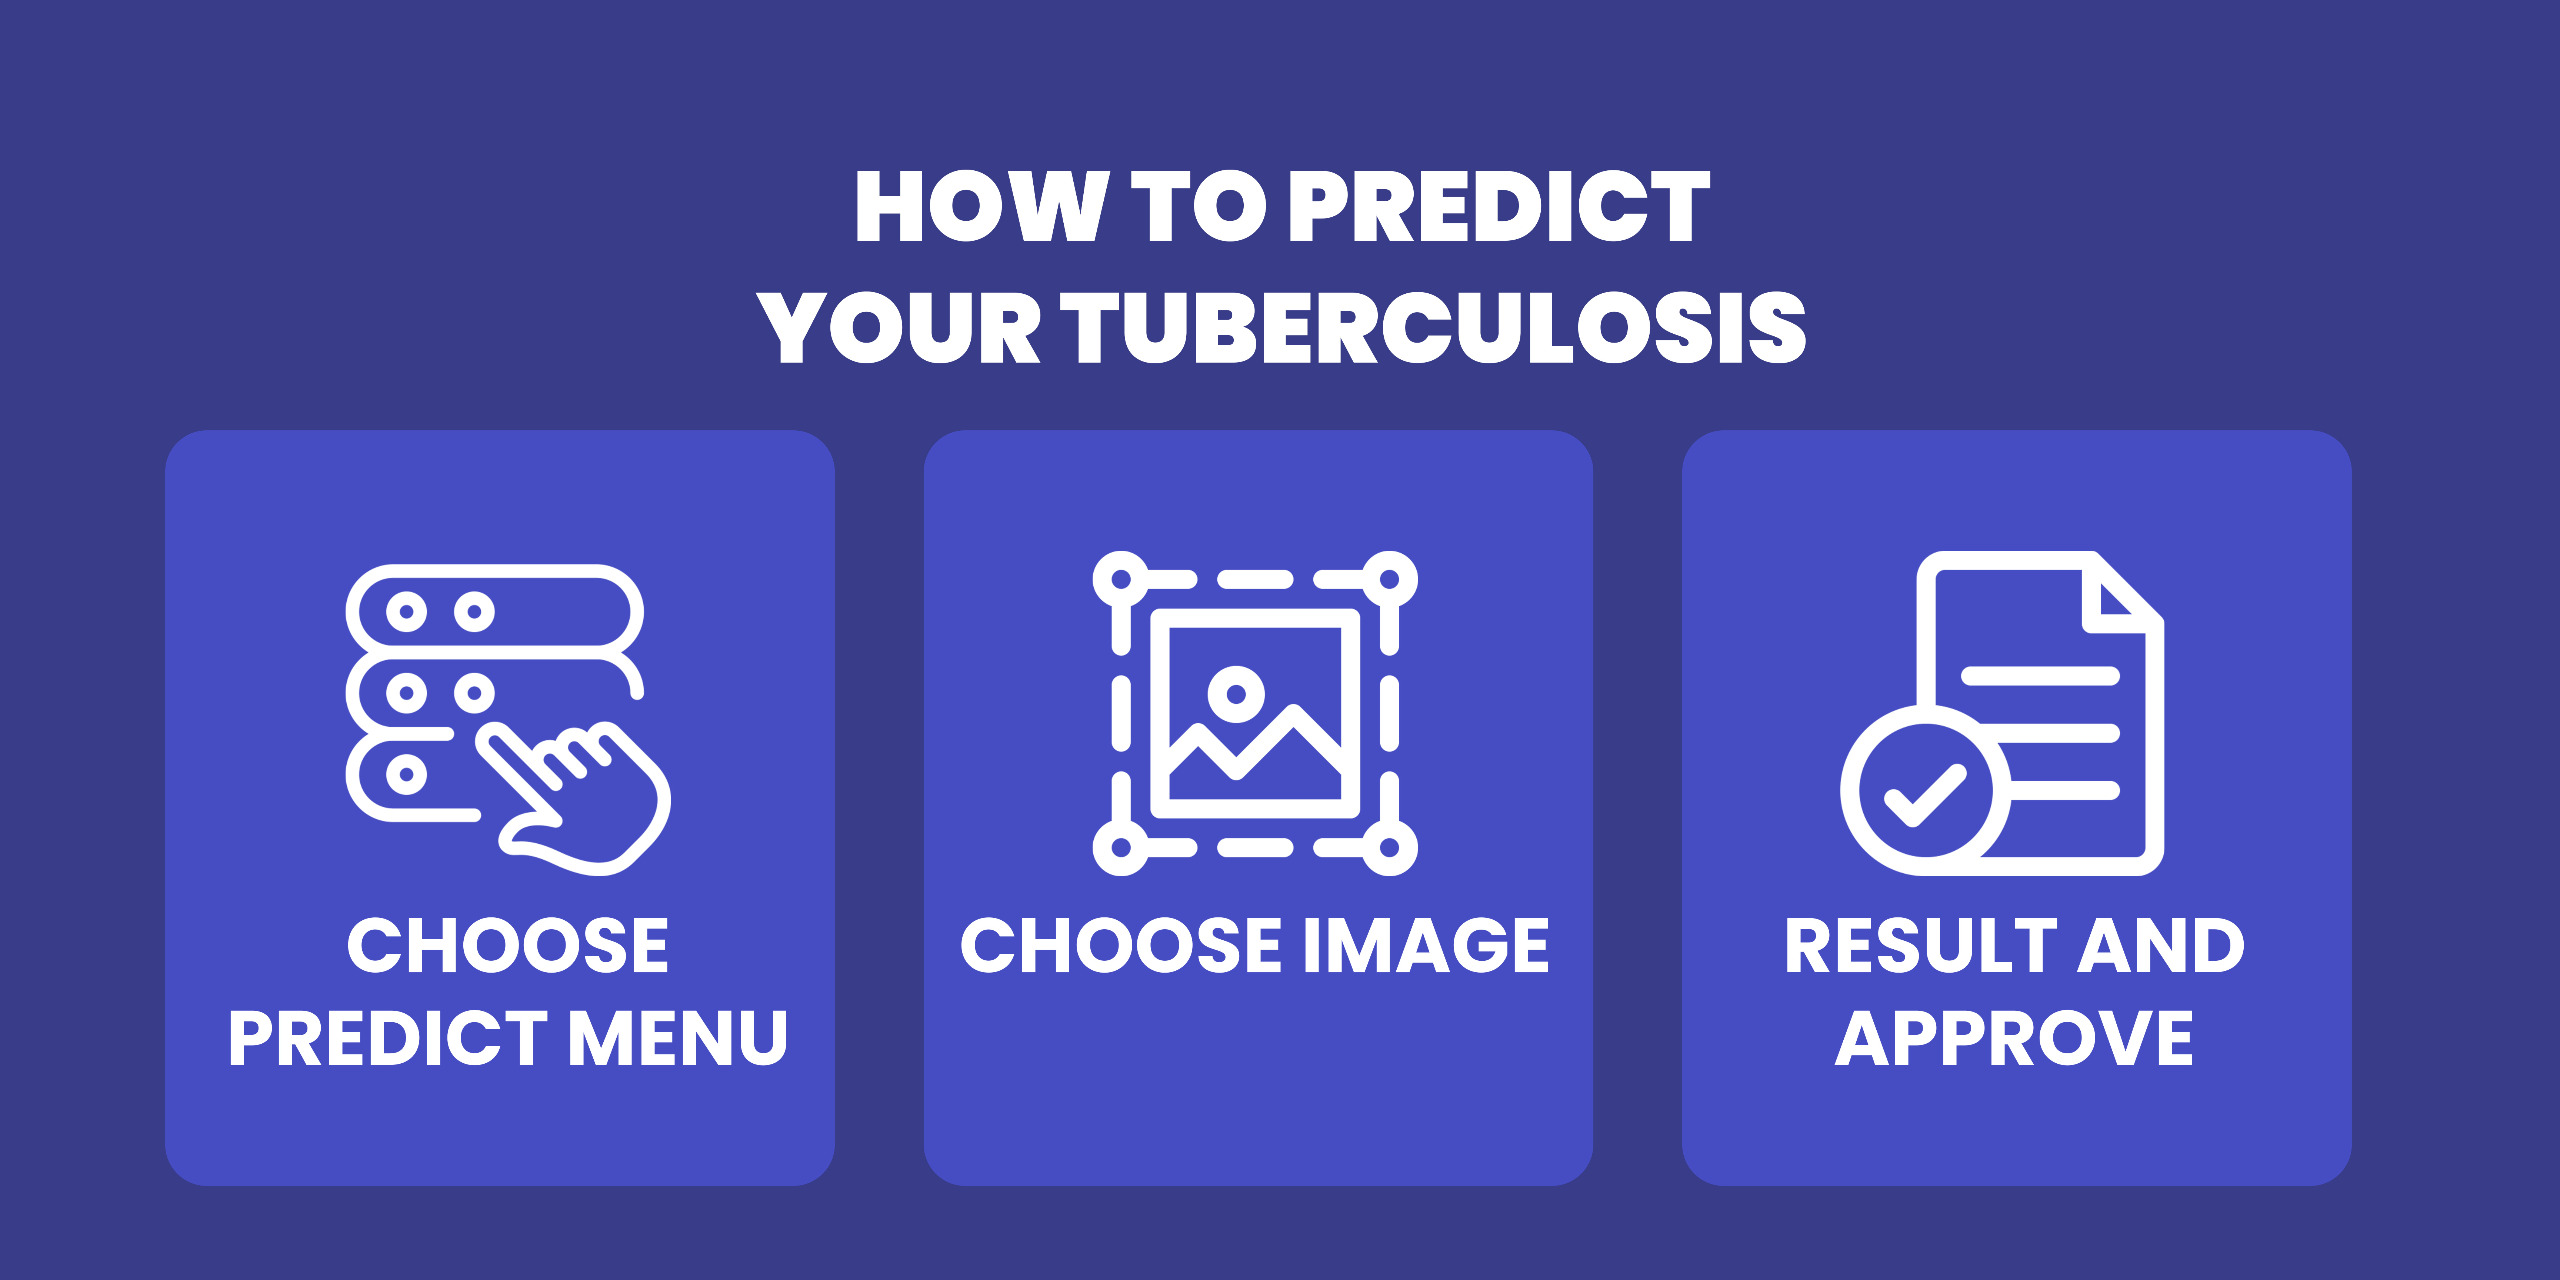 HOW TO PREDICT
YOUR TUBERCULOSIS
CHOOSE
PREDICT MENU
CHOOSE IMAGE
RESULT AND
APPROVE